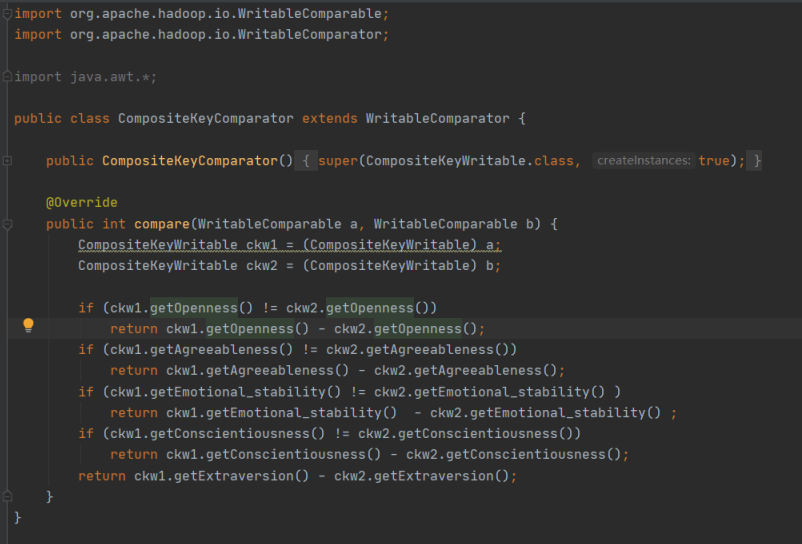 import org.apache.hadoop.io.WritableComparable;
import org.apache.hadoop.io.WritableComparator;
import java.awt.*;
public class CompositeKeyComparator extends WritableComparator {
public CompositeKeyComparator() { super(CompositeKeyWritable.class, createInstances: true); }
@Override
public int compare(WritableComparable a, WritableComparable b) {
CompositeKeyWritable ckw1 = (CompositeKeyWritable) a;
CompositeKeyWritable ckw2 = (CompositeKeyWritable) b;
if (ckw1.getOpenness() != ckw2.getOpenness())
return ckw1.getOpenness() - ckw2.getOpenness();
if (ckw1.getAgreeableness() != ckw2.getAgreeableness())
return ckw1.getAgreeableness() - ckw2.getAgreeableness();
if (ckw1.getEmotional_stability() != ckw2.getEmotional_stability() )
return ckw1.getEmotional_stability()  - ckw2.getEmotional_stability() ;
if (ckw1.getConscientiousness() != ckw2.getConscientiousness())
return ckw1.getConscientiousness() - ckw2.getConscientiousness();
return ckw1.getExtraversion() - ckw2.getExtraversion();
}
}